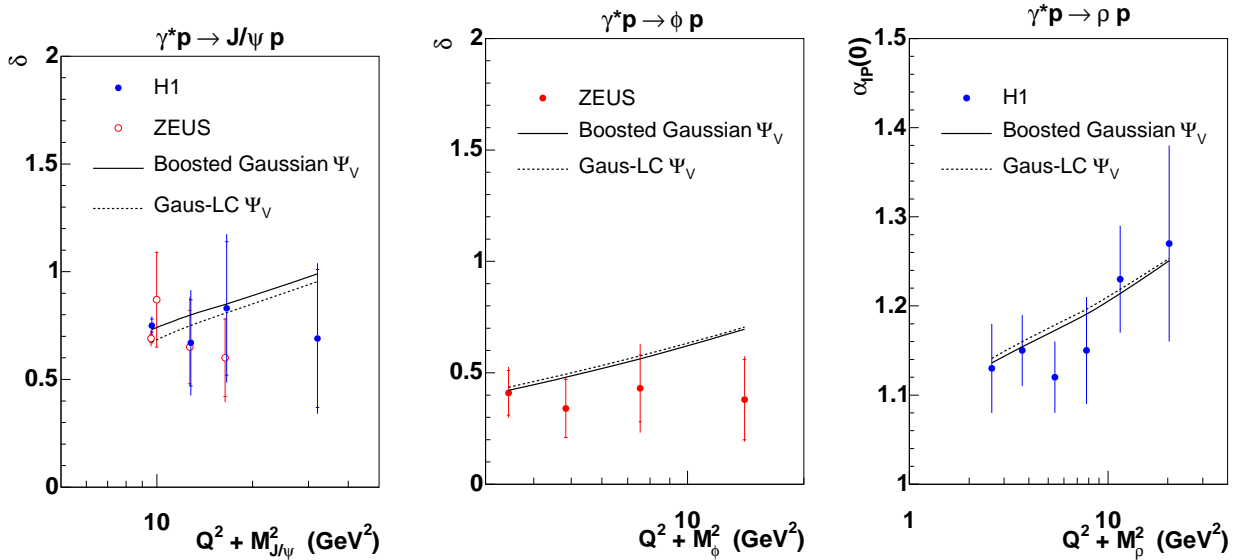 γ*p → J/ψ p
δ
2
1.5
1
0.5
0
H1
ZEUS
Boosted Gaussian Ψ_V
Gaus-LC Ψ_V
10
Q² + M²_J/ψ (GeV²)
γ*p → ϕ p
δ
2
1.5
1
0.5
0
ZEUS
Boosted Gaussian Ψ_V
Gaus-LC Ψ_V
10
Q² + M²_ϕ (GeV²)
γ*p → ρ p
α_IP(0)
1.5
1.4
1.3
1.2
1.1
1
H1
Boosted Gaussian Ψ_V
Gaus-LC Ψ_V
1
10
Q² + M²_ρ (GeV²)